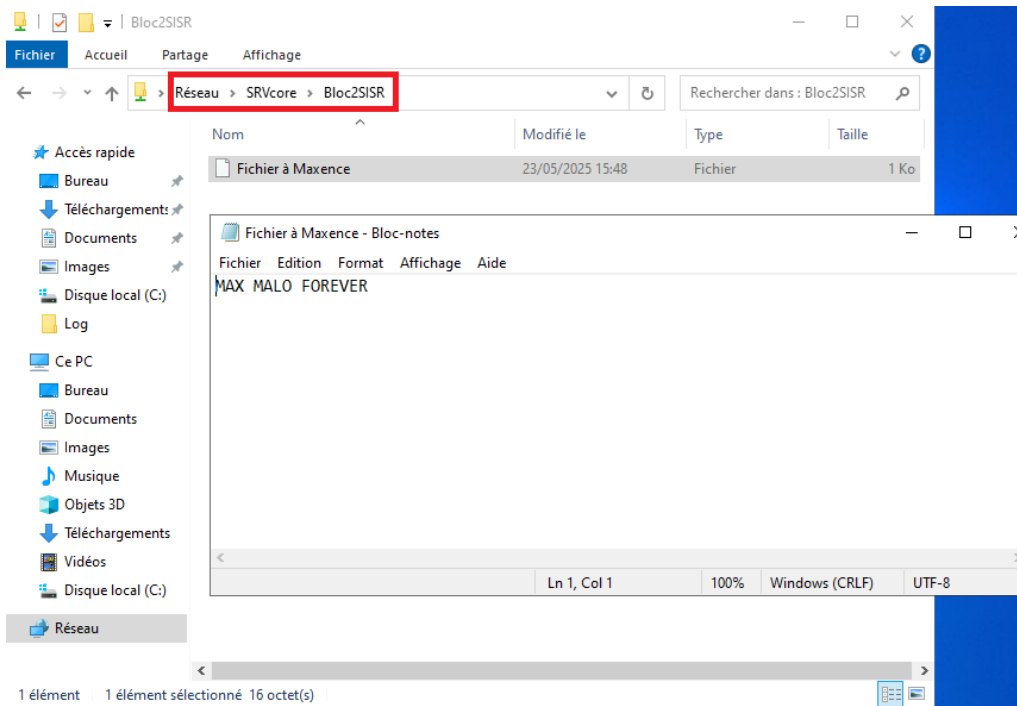 Bloc2SISR
Fichier Accueil Partage Affichage
Réseau > SRVcore > Bloc2SISR
Rechercher dans : Bloc2SISR
Nom Modifié le Type Taille
Fichier à Maxence 23/05/2025 15:48 Fichier 1 Ko
Accès rapide
Bureau
Téléchargements
Documents
Images
Disque local (C:)
Log
Ce PC
Bureau
Documents
Images
Musique
Objets 3D
Téléchargements
Vidéos
Disque local (C:)
Réseau
Fichier à Maxence - Bloc-notes
Fichier Edition Format Affichage Aide
MAX MALO FOREVER
Ln 1, Col 1 100% Windows (CRLF) UTF-8
1 élément 1 élément sélectionné 16 octet(s)